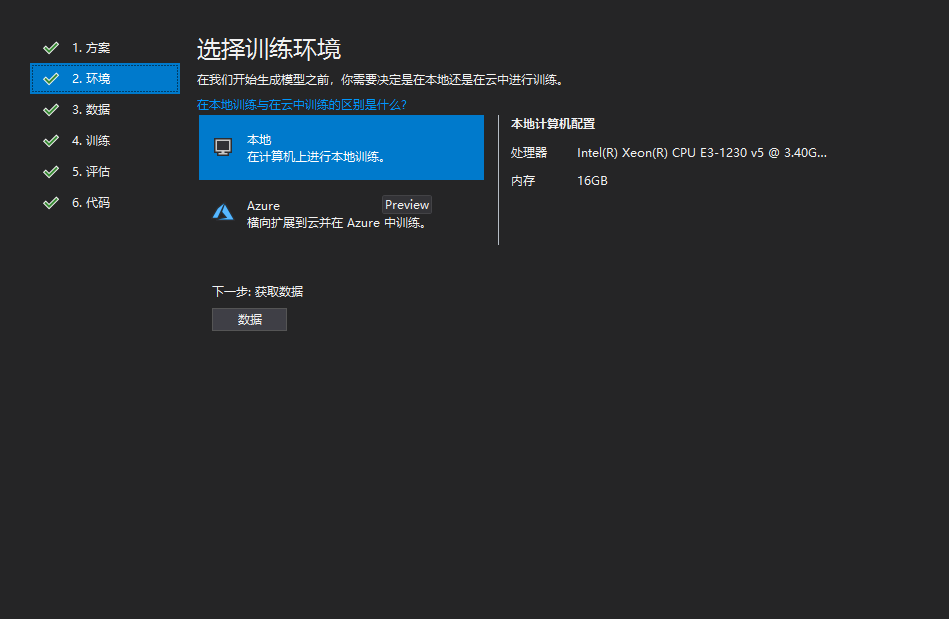 1. 方案
2. 环境
3. 数据
4. 训练
5. 评估
6. 代码
选择训练环境
在我们开始生成模型之前，你需要决定是在本地还是在云中进行训练。
在本地训练与在云中训练的区别是什么?
本地
在计算机上进行本地训练。
Azure Preview
横向扩展到云并在 Azure 中训练。
本地计算机配置
处理器 Intel(R) Xeon(R) CPU E3-1230 v5 @ 3.40G...
内存 16GB
下一步: 获取数据
数据